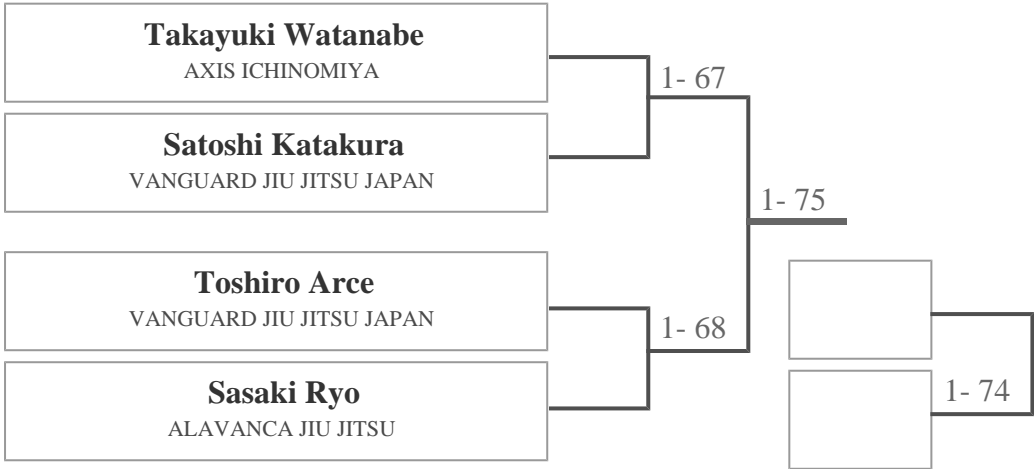 Takayuki Watanabe
AXIS ICHINOMIYA
1- 67
Satoshi Katakura
VANGUARD JIU JITSU JAPAN
1- 75
Toshiro Arce
VANGUARD JIU JITSU JAPAN
1- 68
Sasaki Ryo
ALAVANCA JIU JITSU
1- 74